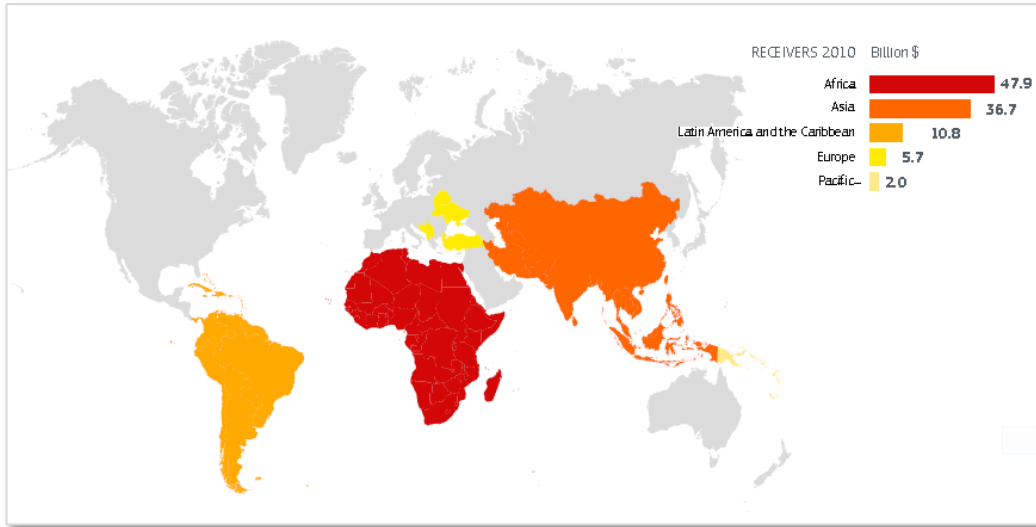 RECEIVERS 2010 Billion $
Africa 47.9
Asia 36.7
Latin America and the Caribbean 10.8
Europe 5.7
Pacific 2.0